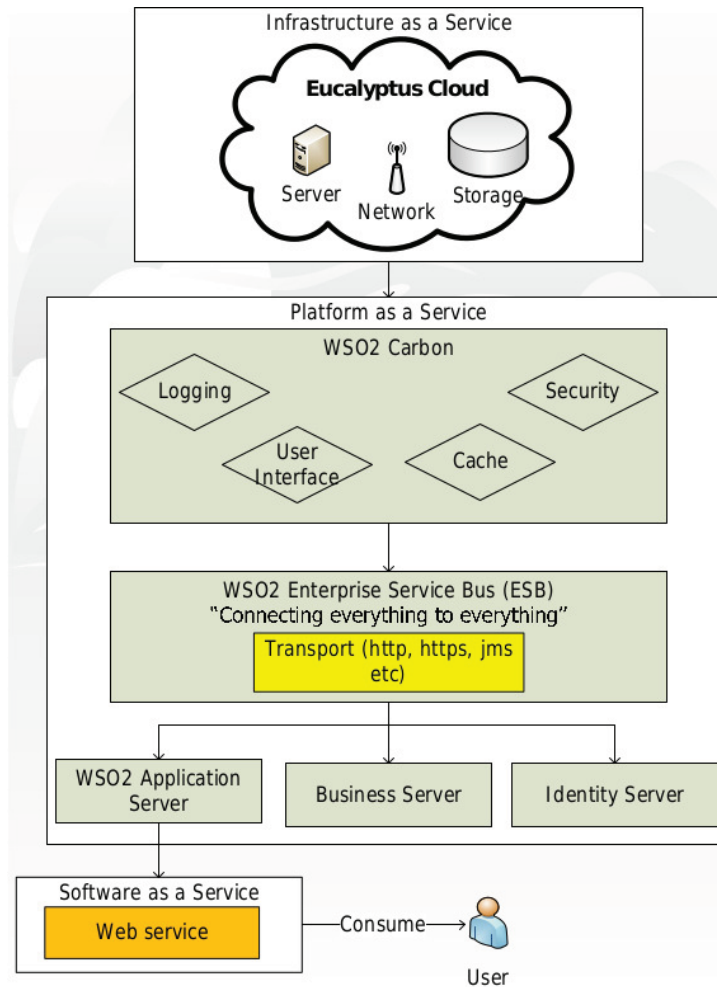 Infrastructure as a Service
Eucalyptus Cloud
Server
Network
Storage
Platform as a Service
WSO2 Carbon
Logging
Security
User
Interface
Cache
WSO2 Enterprise Service Bus (ESB)
"Connecting everything to everything"
Transport (http, https, jms
etc)
WSO2 Application
Server
Business Server
Identity Server
Software as a Service
Web service
Consume
User